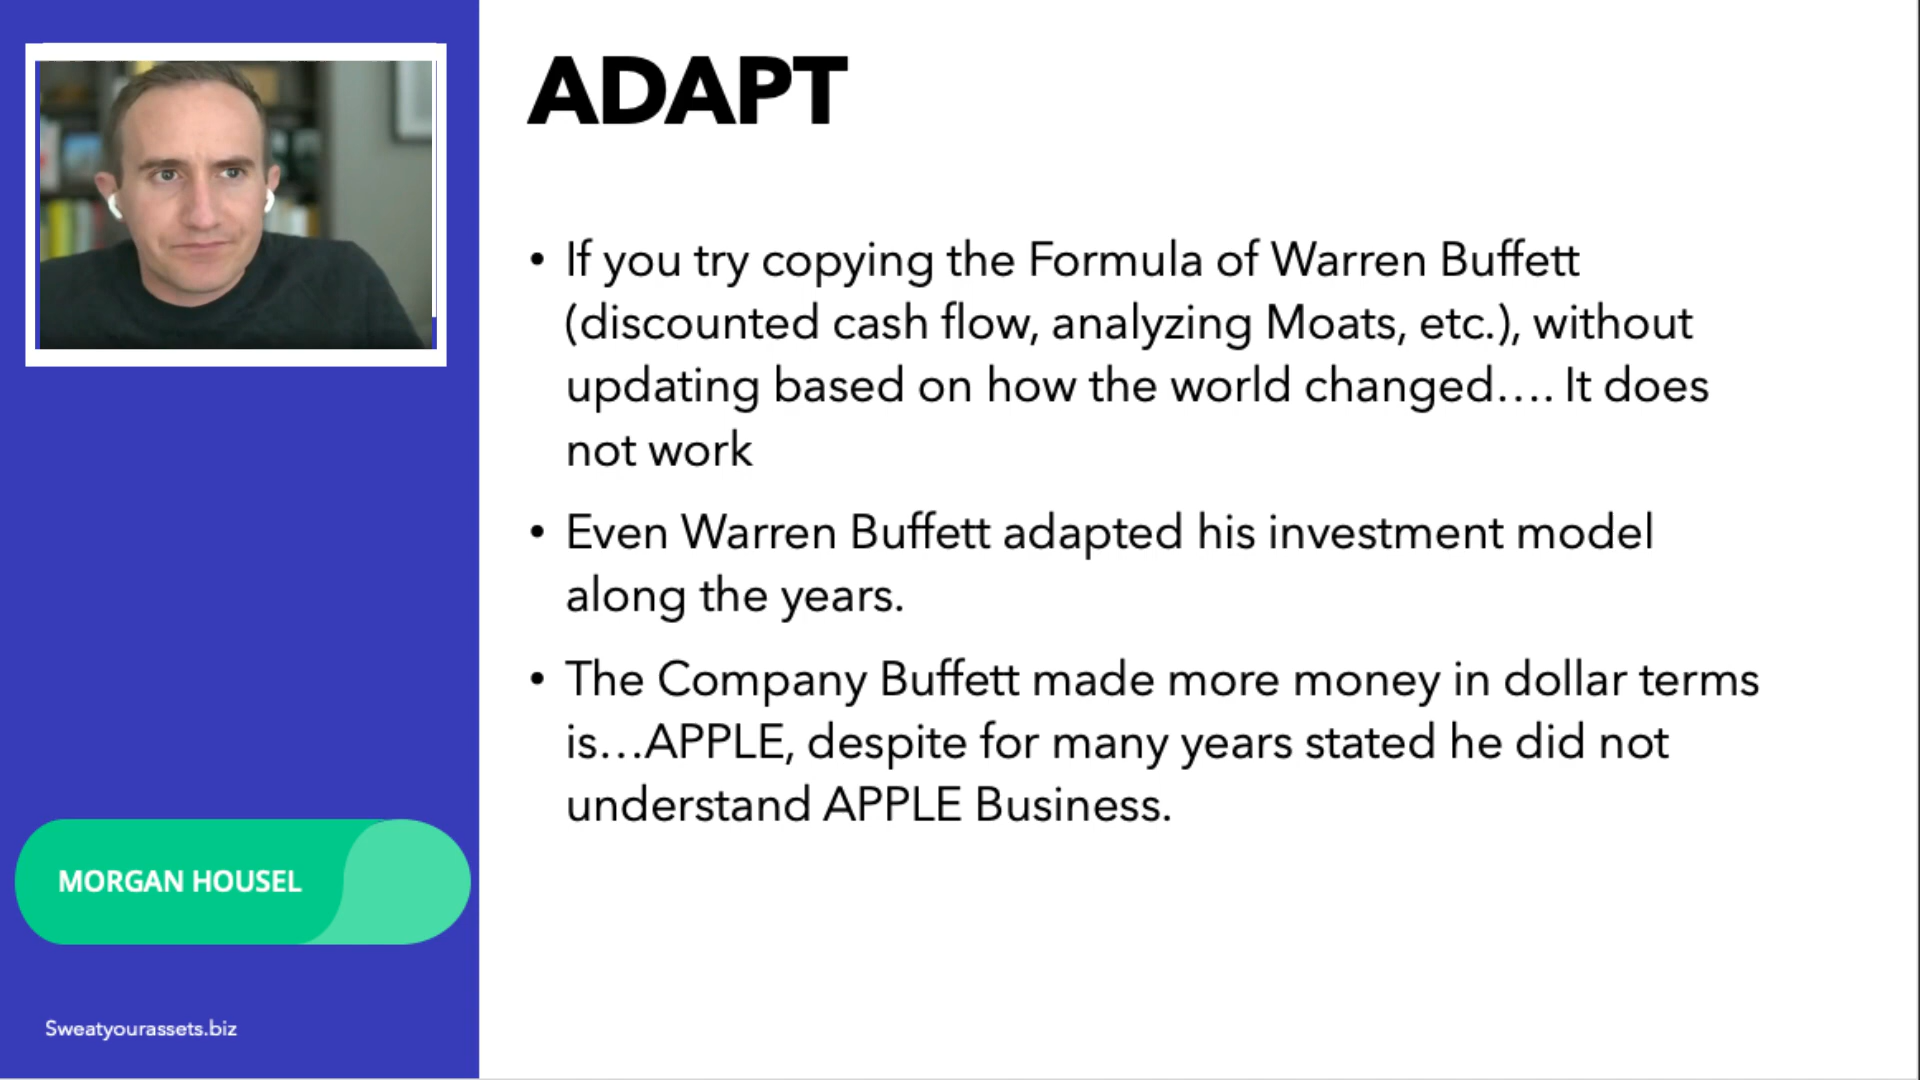 ADAPT
• If you try copying the Formula of Warren Buffett
(discounted cash flow, analyzing Moats, etc.), without
updating based on how the world changed…. It does
not work
• Even Warren Buffett adapted his investment model
along the years.
• The Company Buffett made more money in dollar terms
is…APPLE, despite for many years stated he did not
understand APPLE Business.
MORGAN HOUSEL
Sweatyourassets.biz